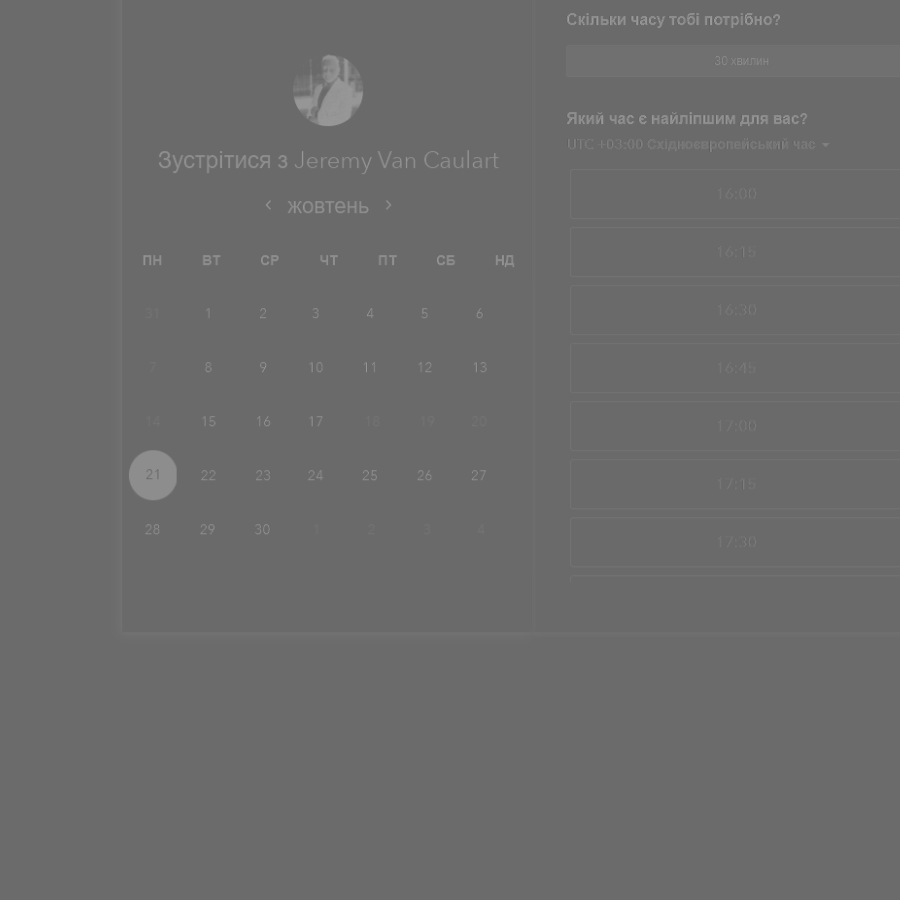 Скільки часу тобі потрібно?
30 хвилин
Зустрітися з Jeremy Van Caulart
жовтень
ПН ВТ СР ЧТ ПТ СБ НД
31 1 2 3 4 5 6
7 8 9 10 11 12 13
14 15 16 17 18 19 20
21 22 23 24 25 26 27
28 29 30 1 2 3 4
Який час є найліпшим для вас?
UTC +03:00 Східноєвропейський час
16:00
16:15
16:30
16:45
17:00
17:15
17:30